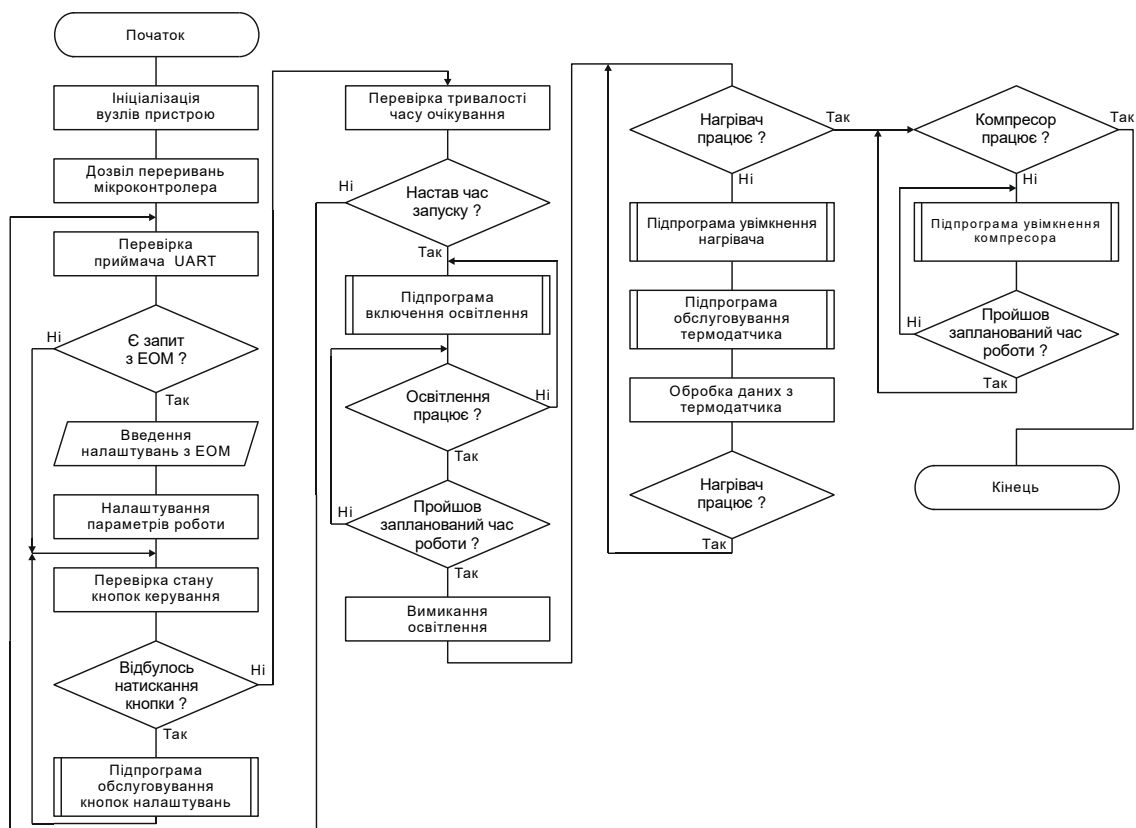 Початок
Ініціалізація
вузлів пристрою
Дозвіл переривань
мікроконтролера
Перевірка
приймача UART
Ні
Є запит
з ЕОМ ?
Так
Введення
налаштувань з ЕОМ
Налаштування
параметрів роботи
Перевірка стану
кнопок керування
Відбулось
натискання
кнопки ?
Ні
Так
Підпрограма
обслуговування
кнопок налаштувань
Перевірка тривалості
часу очікування
Ні
Настав час
запуску ?
Так
Підпрограма
включення освітлення
Освітлення
працює ?
Ні
Так
Ні
Пройшов
запланований час
роботи ?
Так
Вимикання
освітлення
Нагрівач
працює ?
Так
Ні
Підпрограма увімкнення
нагрівача
Підпрограма
обслуговування
термодатчика
Обробка даних з
термодатчика
Нагрівач
працює ?
Так
Компресор
працює ?
Так
Ні
Підпрограма увімкнення
компресора
Ні
Пройшов
запланований час
роботи ?
Так
Кінець